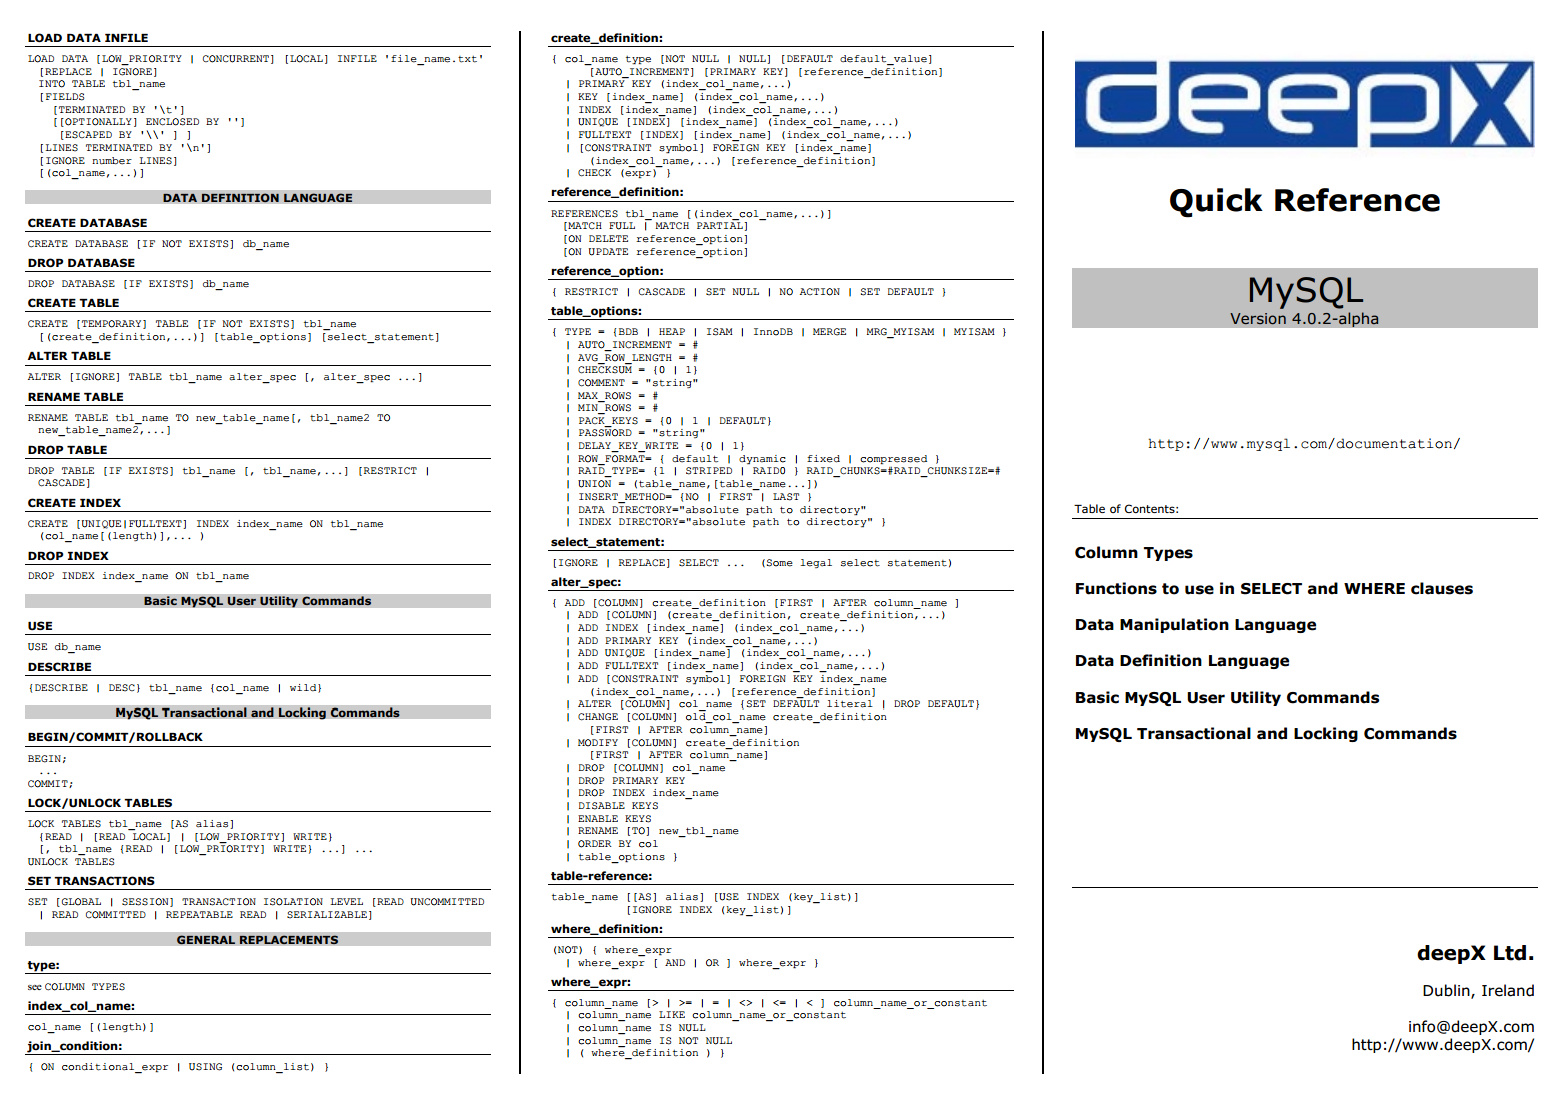 LOAD DATA INFILE
LOAD DATA [LOW_PRIORITY | CONCURRENT] [LOCAL] INFILE 'file_name.txt'
[REPLACE | IGNORE]
INTO TABLE tbl_name
[FIELDS
[TERMINATED BY '\t']
[[OPTIONALLY] ENCLOSED BY '']
[ESCAPED BY '\\' ] ]
[LINES TERMINATED BY '\n']
[IGNORE number LINES]
[(col_name,...)]
DATA DEFINITION LANGUAGE
CREATE DATABASE
CREATE DATABASE [IF NOT EXISTS] db_name
DROP DATABASE
DROP DATABASE [IF EXISTS] db_name
CREATE TABLE
CREATE [TEMPORARY] TABLE [IF NOT EXISTS] tbl_name
[(create_definition,...)] [table_options] [select_statement]
ALTER TABLE
ALTER [IGNORE] TABLE tbl_name alter_spec [, alter_spec ...]
RENAME TABLE
RENAME TABLE tbl_name TO new_table_name[, tbl_name2 TO
new_table_name2,...]
DROP TABLE
DROP TABLE [IF EXISTS] tbl_name [, tbl_name,...] [RESTRICT |
CASCADE]
CREATE INDEX
CREATE [UNIQUE|FULLTEXT] INDEX index_name ON tbl_name
(col_name[(length)],... )
DROP INDEX
DROP INDEX index_name ON tbl_name
Basic MySQL User Utility Commands
USE
USE db_name
DESCRIBE
{DESCRIBE | DESC} tbl_name {col_name | wild}
MySQL Transactional and Locking Commands
BEGIN/COMMIT/ROLLBACK
BEGIN;
...
COMMIT;
LOCK/UNLOCK TABLES
LOCK TABLES tbl_name [AS alias]
{READ | [READ LOCAL] | [LOW_PRIORITY] WRITE}
[, tbl_name {READ | [LOW_PRIORITY] WRITE} ...] ...
UNLOCK TABLES
SET TRANSACTIONS
SET [GLOBAL | SESSION] TRANSACTION ISOLATION LEVEL [READ UNCOMMITTED
| READ COMMITTED | REPEATABLE READ | SERIALIZABLE]
GENERAL REPLACEMENTS
type:
see COLUMN TYPES
index_col_name:
col_name [(length)]
join_condition:
{ ON conditional_expr | USING (column_list) }
create_definition:
{ col_name type [NOT NULL | NULL] [DEFAULT default_value]
[AUTO_INCREMENT] [PRIMARY KEY] [reference_definition]
| PRIMARY KEY (index_col_name,...)
| KEY [index_name] (index_col_name,...)
| INDEX [index_name] (index_col_name,...)
| UNIQUE [INDEX] [index_name] (index_col_name,...)
| FULLTEXT [INDEX] [index_name] (index_col_name,...)
| [CONSTRAINT symbol] FOREIGN KEY [index_name]
(index_col_name,...) [reference_definition]
| CHECK (expr) }
reference_definition:
REFERENCES tbl_name [(index_col_name,...)]
[MATCH FULL | MATCH PARTIAL]
[ON DELETE reference_option]
[ON UPDATE reference_option]
reference_option:
{ RESTRICT | CASCADE | SET NULL | NO ACTION | SET DEFAULT }
table_options:
{ TYPE = {BDB | HEAP | ISAM | InnoDB | MERGE | MRG_MYISAM | MYISAM }
| AUTO_INCREMENT = #
| AVG_ROW_LENGTH = #
| CHECKSUM = {0 | 1}
| COMMENT = "string"
| MAX_ROWS = #
| MIN_ROWS = #
| PACK_KEYS = {0 | 1 | DEFAULT}
| PASSWORD = "string"
| DELAY_KEY_WRITE = {0 | 1}
| ROW_FORMAT= { default | dynamic | fixed | compressed }
| RAID_TYPE= {1 | STRIPED | RAID0 } RAID_CHUNKS=#RAID_CHUNKSIZE=#
| UNION = (table_name,[table_name...])
| INSERT_METHOD= {NO | FIRST | LAST }
| DATA DIRECTORY="absolute path to directory"
| INDEX DIRECTORY="absolute path to directory" }
select_statement:
[IGNORE | REPLACE] SELECT ... (Some legal select statement)
alter_spec:
{ ADD [COLUMN] create_definition [FIRST | AFTER column_name ]
| ADD [COLUMN] (create_definition, create_definition,...)
| ADD INDEX [index_name] (index_col_name,...)
| ADD PRIMARY KEY (index_col_name,...)
| ADD UNIQUE [index_name] (index_col_name,...)
| ADD FULLTEXT [index_name] (index_col_name,...)
| ADD [CONSTRAINT symbol] FOREIGN KEY index_name
(index_col_name,...) [reference_definition]
| ALTER [COLUMN] col_name {SET DEFAULT literal | DROP DEFAULT}
| CHANGE [COLUMN] old_col_name create_definition
[FIRST | AFTER column_name]
| MODIFY [COLUMN] create_definition
[FIRST | AFTER column_name]
| DROP [COLUMN] col_name
| DROP PRIMARY KEY
| DROP INDEX index_name
| DISABLE KEYS
| ENABLE KEYS
| RENAME [TO] new_tbl_name
| ORDER BY col
| table_options }
table-reference:
table_name [[AS] alias] [USE INDEX (key_list)]
[IGNORE INDEX (key_list)]
where_definition:
(NOT) { where_expr
| where_expr [ AND | OR ] where_expr }
where_expr:
{ column_name [> | >= | = | <> | <= | < ] column_name_or_constant
| column_name LIKE column_name_or_constant
| column_name IS NULL
| column_name IS NOT NULL
| ( where_definition ) }
deepX
Quick Reference
MySQL
Version 4.0.2-alpha
http://www.mysql.com/documentation/
Table of Contents:
Column Types
Functions to use in SELECT and WHERE clauses
Data Manipulation Language
Data Definition Language
Basic MySQL User Utility Commands
MySQL Transactional and Locking Commands
deepX Ltd.
Dublin, Ireland
info@deepX.com
http://www.deepX.com/